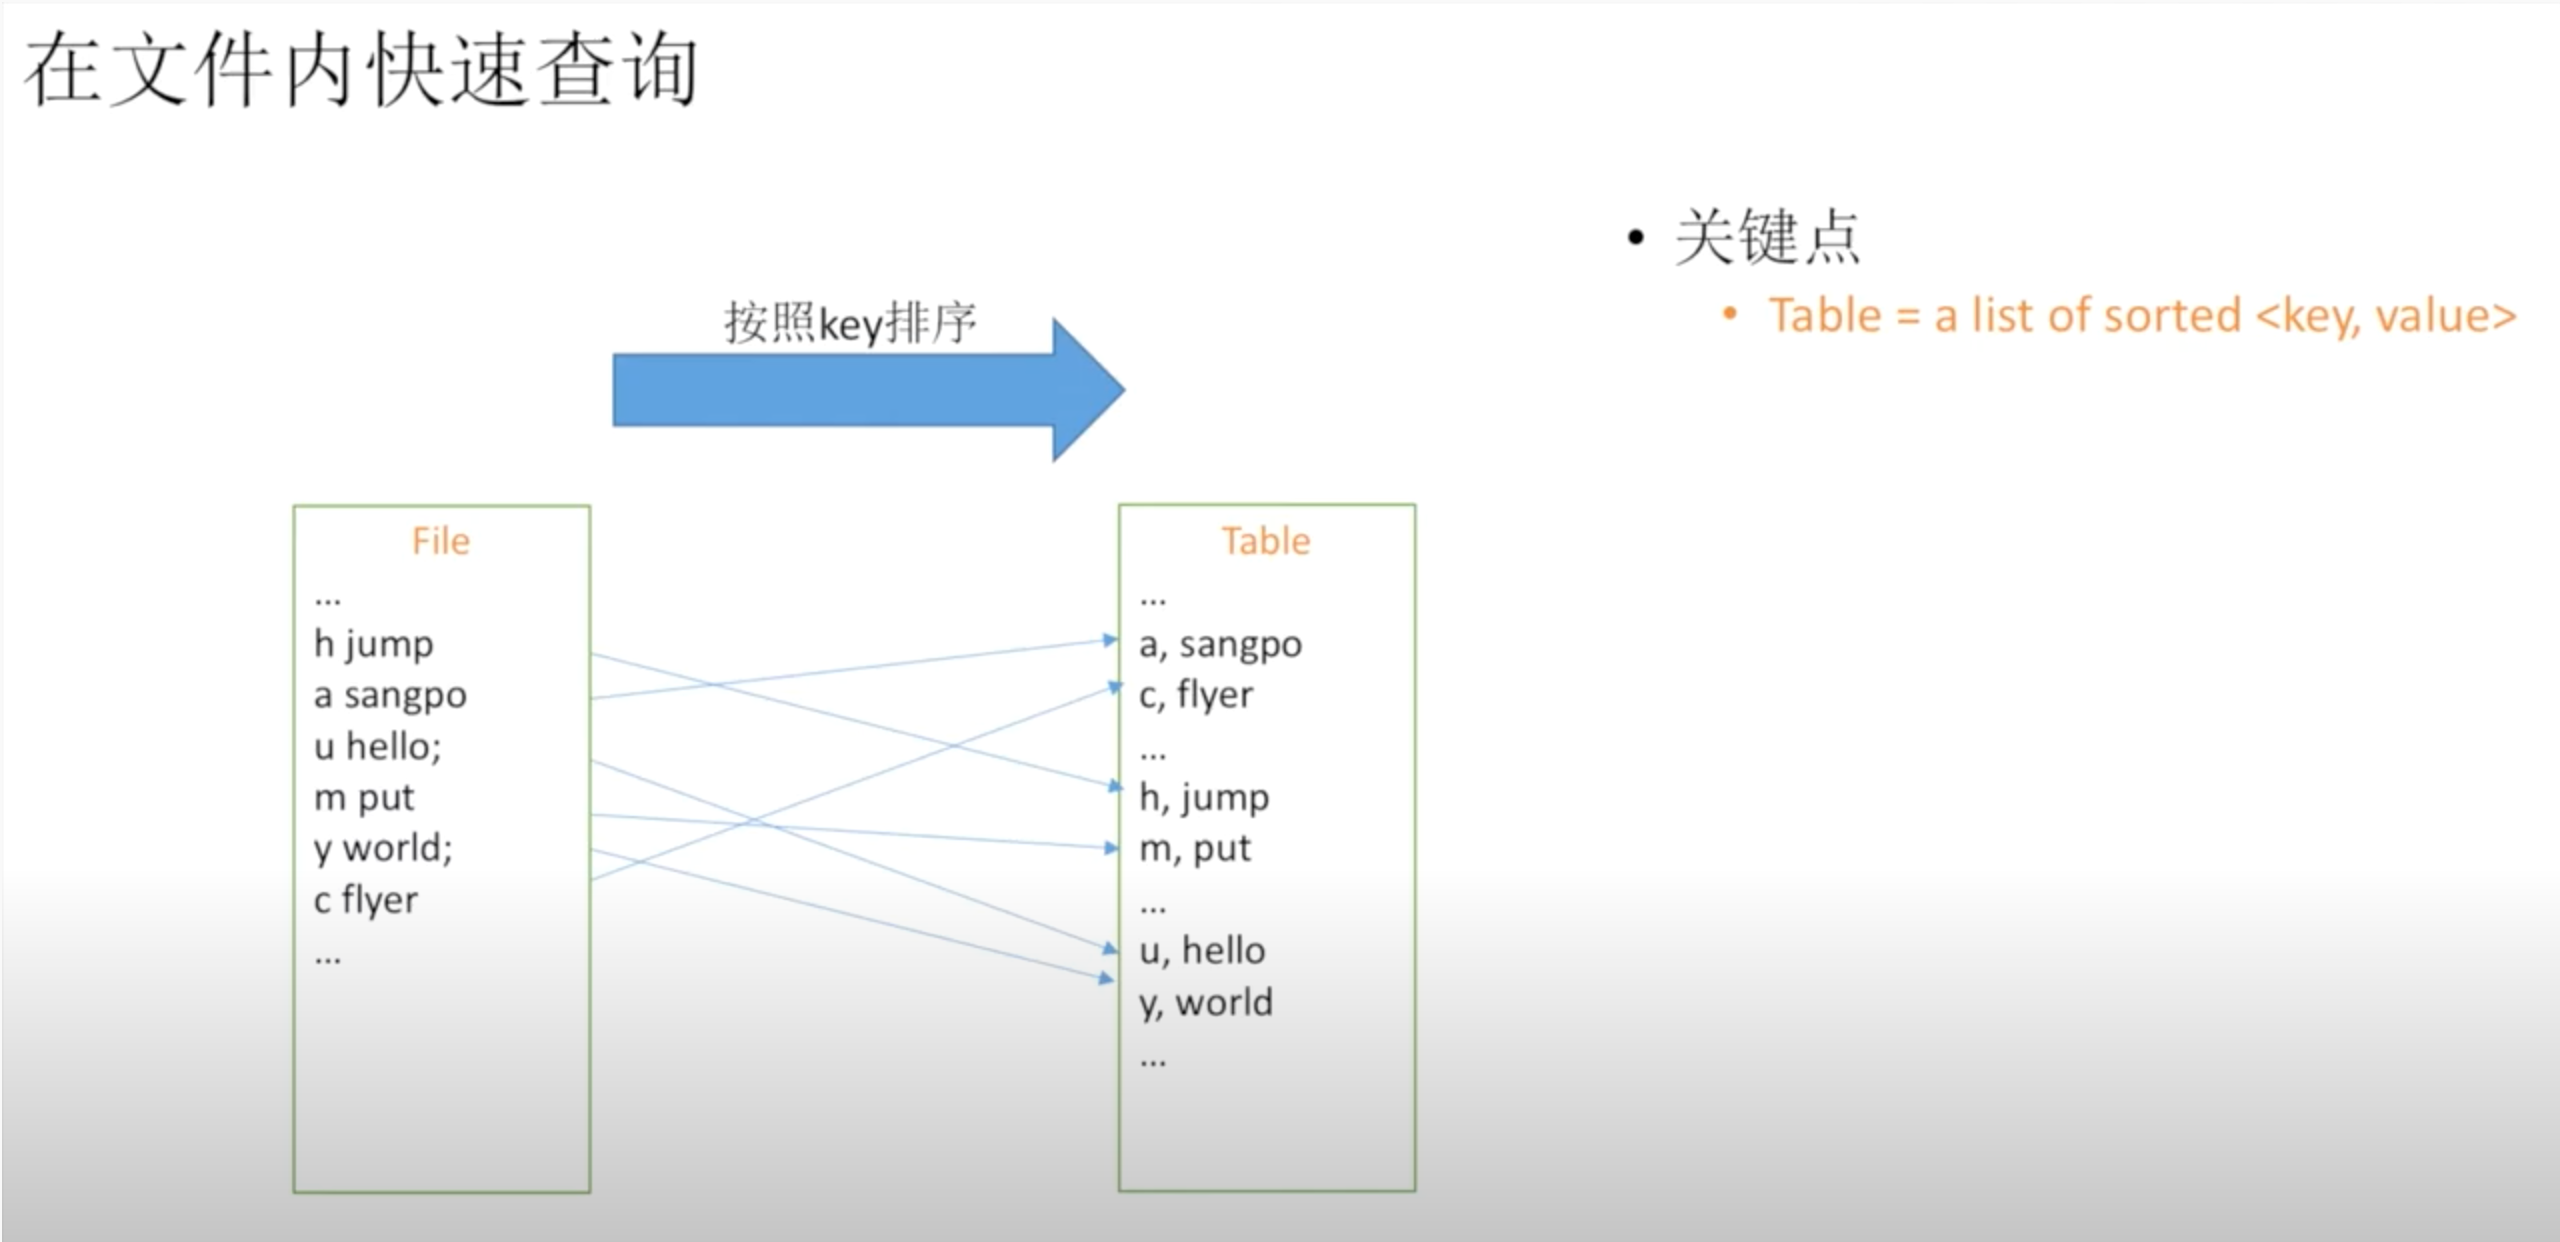 在文件内快速查询
• 关键点
• Table = a list of sorted <key, value>
按照key排序
File
...
h jump
a sangpo
u hello;
m put
y world;
c flyer
...
Table
...
a, sangpo
c, flyer
...
h, jump
m, put
...
u, hello
y, world
...